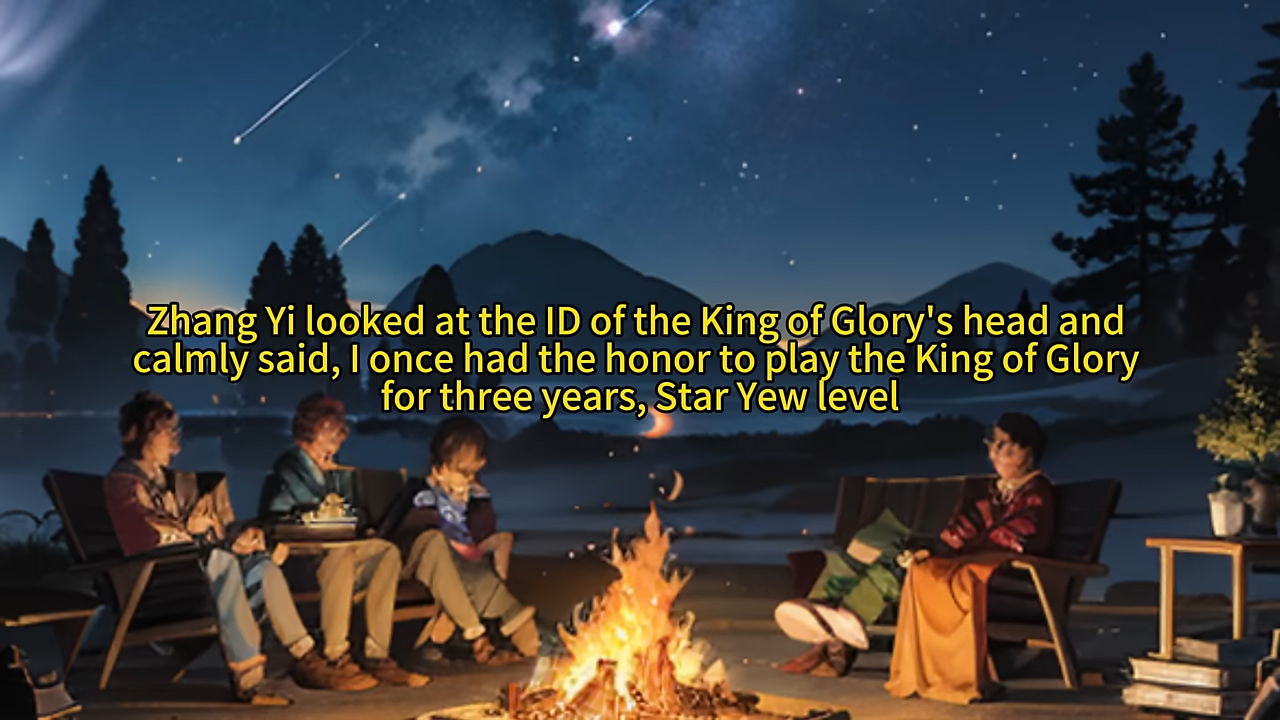 Zhang Yi looked at the ID of the King of Glory's head and
calmly said, I once had the honor to play the King of Glory
for three years, Star Yew level